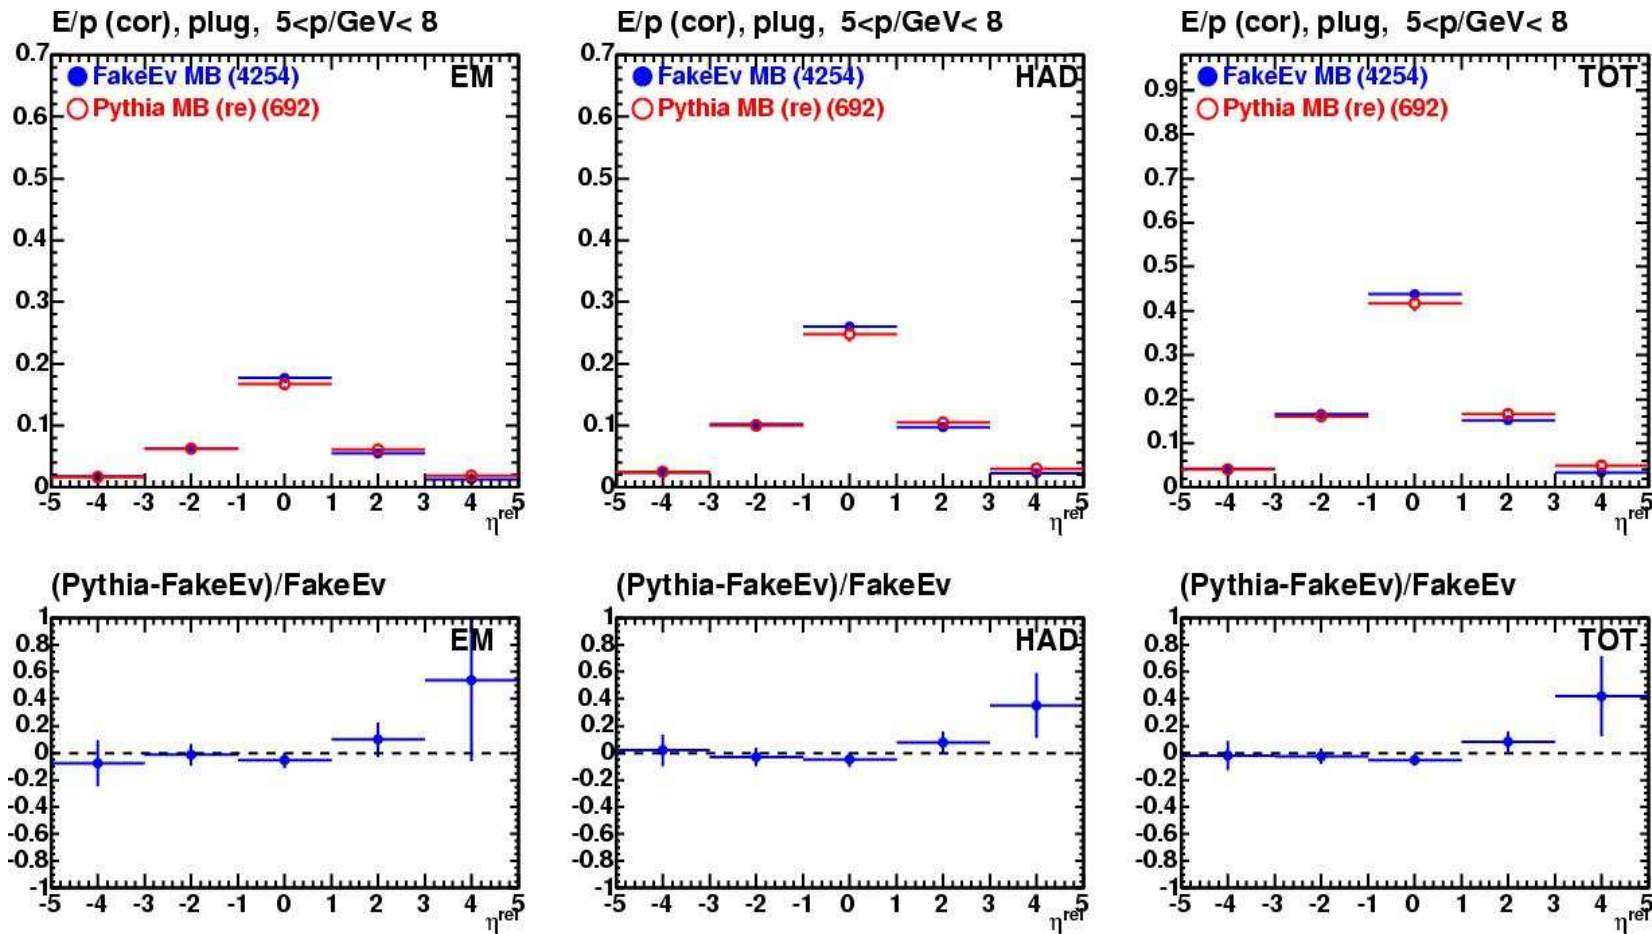 E/p (cor), plug, 5<p/GeV< 8
0.7
FakeEv MB (4254)
EM
Pythia MB (re) (692)
0.6
0.5
0.4
0.3
0.2
0.1
0
-5 -4 -3 -2 -1 0 1 2 3 4 5
η^rel
E/p (cor), plug, 5<p/GeV< 8
0.7
FakeEv MB (4254)
HAD
Pythia MB (re) (692)
0.6
0.5
0.4
0.3
0.2
0.1
0
-5 -4 -3 -2 -1 0 1 2 3 4 5
η^rel
E/p (cor), plug, 5<p/GeV< 8
FakeEv MB (4254)
TOT
0.9
Pythia MB (re) (692)
0.8
0.7
0.6
0.5
0.4
0.3
0.2
0.1
0
-5 -4 -3 -2 -1 0 1 2 3 4 5
η^rel
(Pythia-FakeEv)/FakeEv
1
EM
0.8
0.6
0.4
0.2
0
-0.2
-0.4
-0.6
-0.8
-1
-5 -4 -3 -2 -1 0 1 2 3 4 5
η^rel
(Pythia-FakeEv)/FakeEv
1
HAD
0.8
0.6
0.4
0.2
0
-0.2
-0.4
-0.6
-0.8
-1
-5 -4 -3 -2 -1 0 1 2 3 4 5
η^rel
(Pythia-FakeEv)/FakeEv
1
TOT
0.8
0.6
0.4
0.2
0
-0.2
-0.4
-0.6
-0.8
-1
-5 -4 -3 -2 -1 0 1 2 3 4 5
η^rel